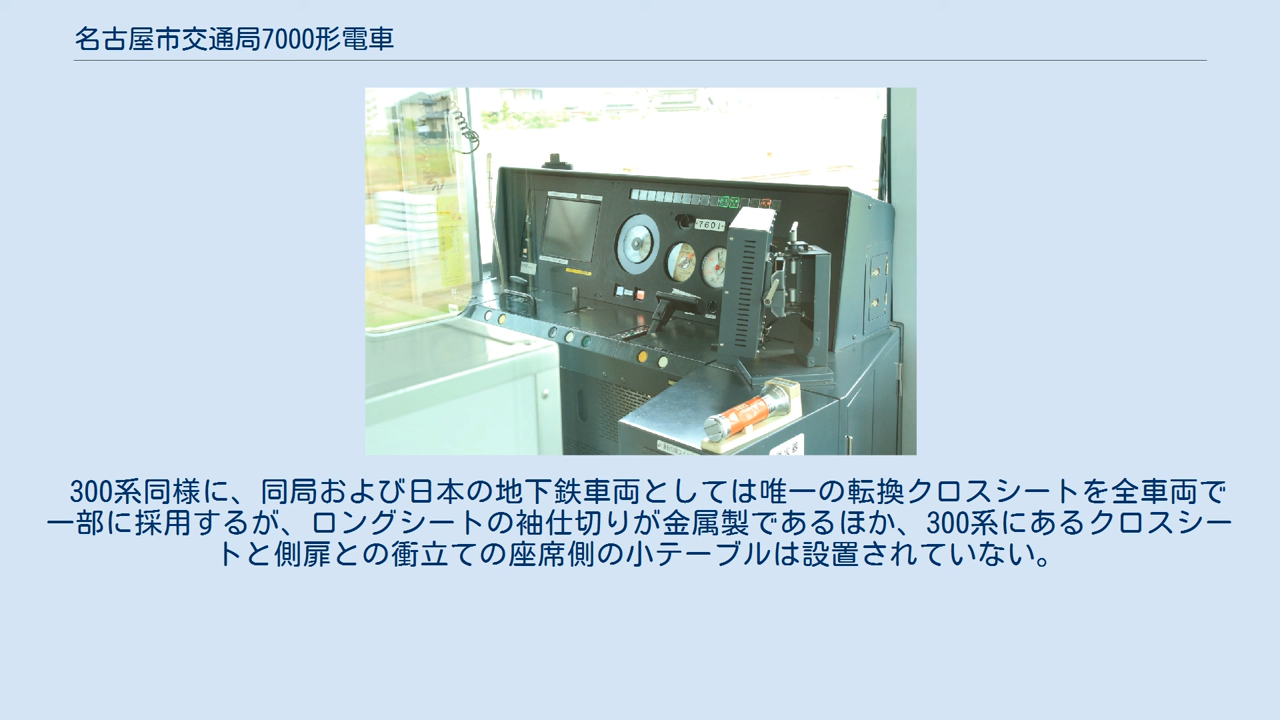 名古屋市交通局7000形電車
-7601-
300系同様に、同局および日本の地下鉄車両としては唯一の転換クロスシートを全車両で
一部に採用するが、ロングシートの袖仕切りが金属製であるほか、300系にあるクロスシー
トと側扉との衝立ての座席側の小テーブルは設置されていない。